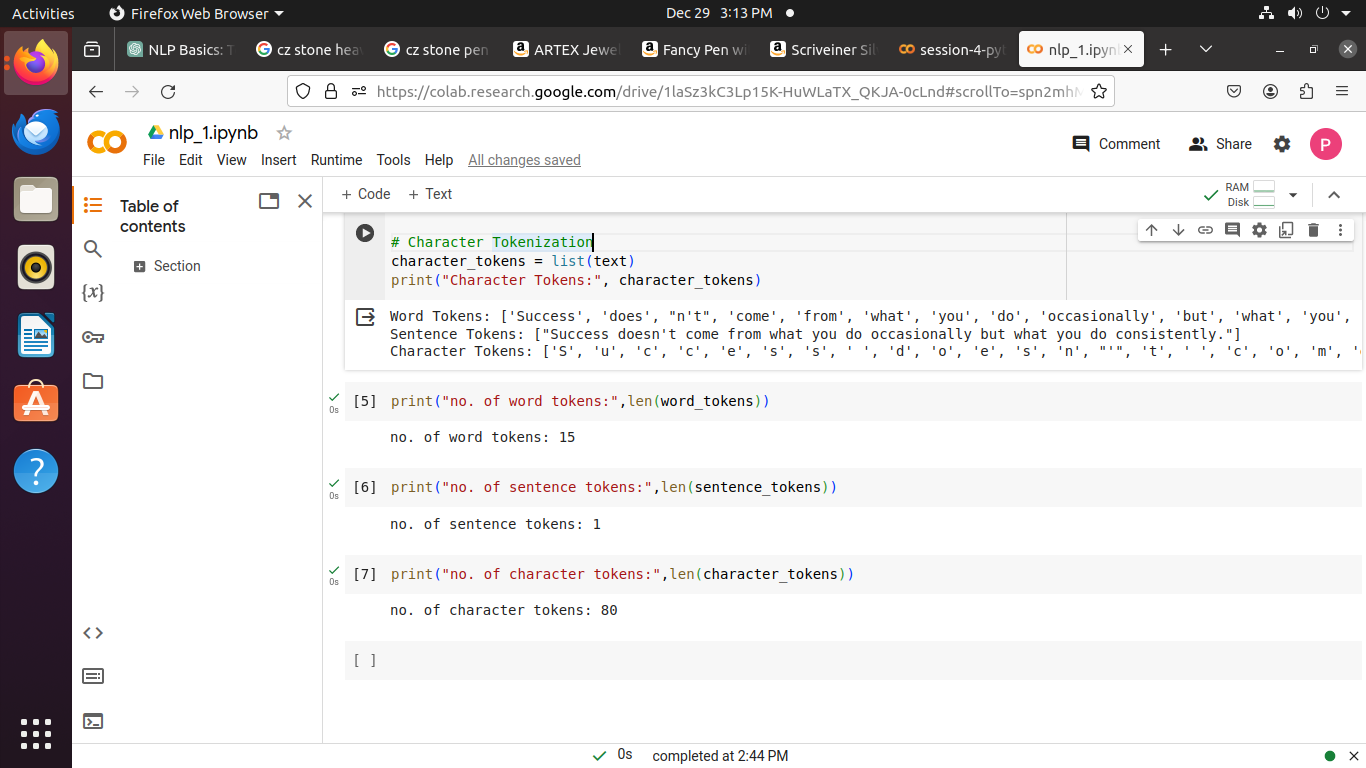 Activities
Firefox Web Browser
Dec 29 3:13 PM
NLP Basics: T
cz stone hea
cz stone pen
ARTEX Jewel
Fancy Pen wi
Scriveiner Sil
session-4-pyt
nlp_1.ipyn
https://colab.research.google.com/drive/1laSz3kC3Lp15K-HuWLaTX_QKJA-0cLnd#scrollTo=spn2mhM
nlp_1.ipynb
Comment
Share
P
File Edit View Insert Runtime Tools Help All changes saved
Table of
contents
Section
{x}
+ Code + Text
RAM
Disk
# Character Tokenization
character_tokens = list(text)
print("Character Tokens:", character_tokens)
Word Tokens: ['Success', 'does', "n't", 'come', 'from', 'what', 'you', 'do', 'occasionally', 'but', 'what', 'you',
Sentence Tokens: ["Success doesn't come from what you do occasionally but what you do consistently."]
Character Tokens: ['S', 'u', 'c', 'c', 'e', 's', 's', ' ', 'd', 'o', 'e', 's', 'n', "'", 't', ' ', 'c', 'o', 'm', '
0s
[5] print("no. of word tokens:",len(word_tokens))
no. of word tokens: 15
0s
[6] print("no. of sentence tokens:",len(sentence_tokens))
no. of sentence tokens: 1
0s
[7] print("no. of character tokens:",len(character_tokens))
no. of character tokens: 80
[ ]
0s completed at 2:44 PM